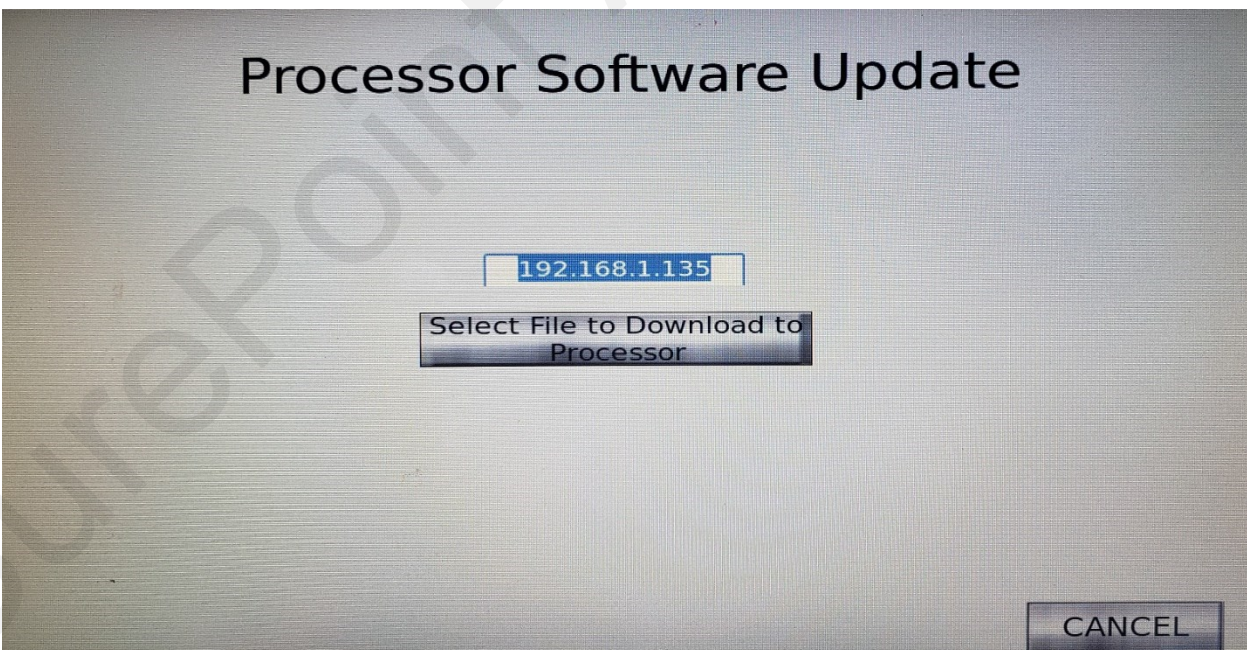 Processor Software Update
192.168.1.135
Select File to Download to
Processor
CANCEL